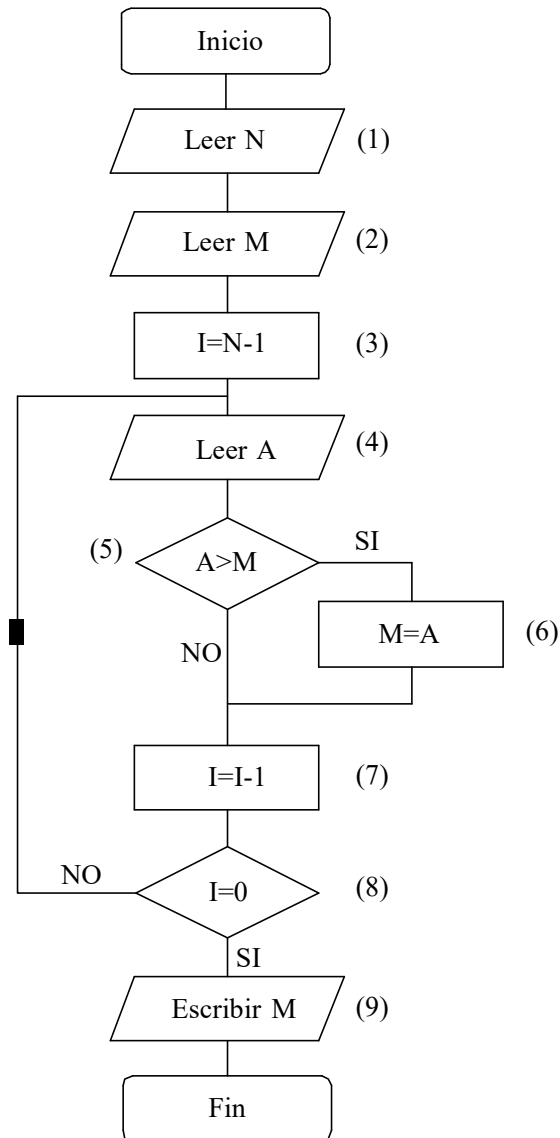 Inicio
Leer N (1)
Leer M (2)
I=N-1 (3)
Leer A (4)
(5) A>M SI
M=A (6)
NO
I=I-1 (7)
NO I=0 (8)
SI
Escribir M (9)
Fin